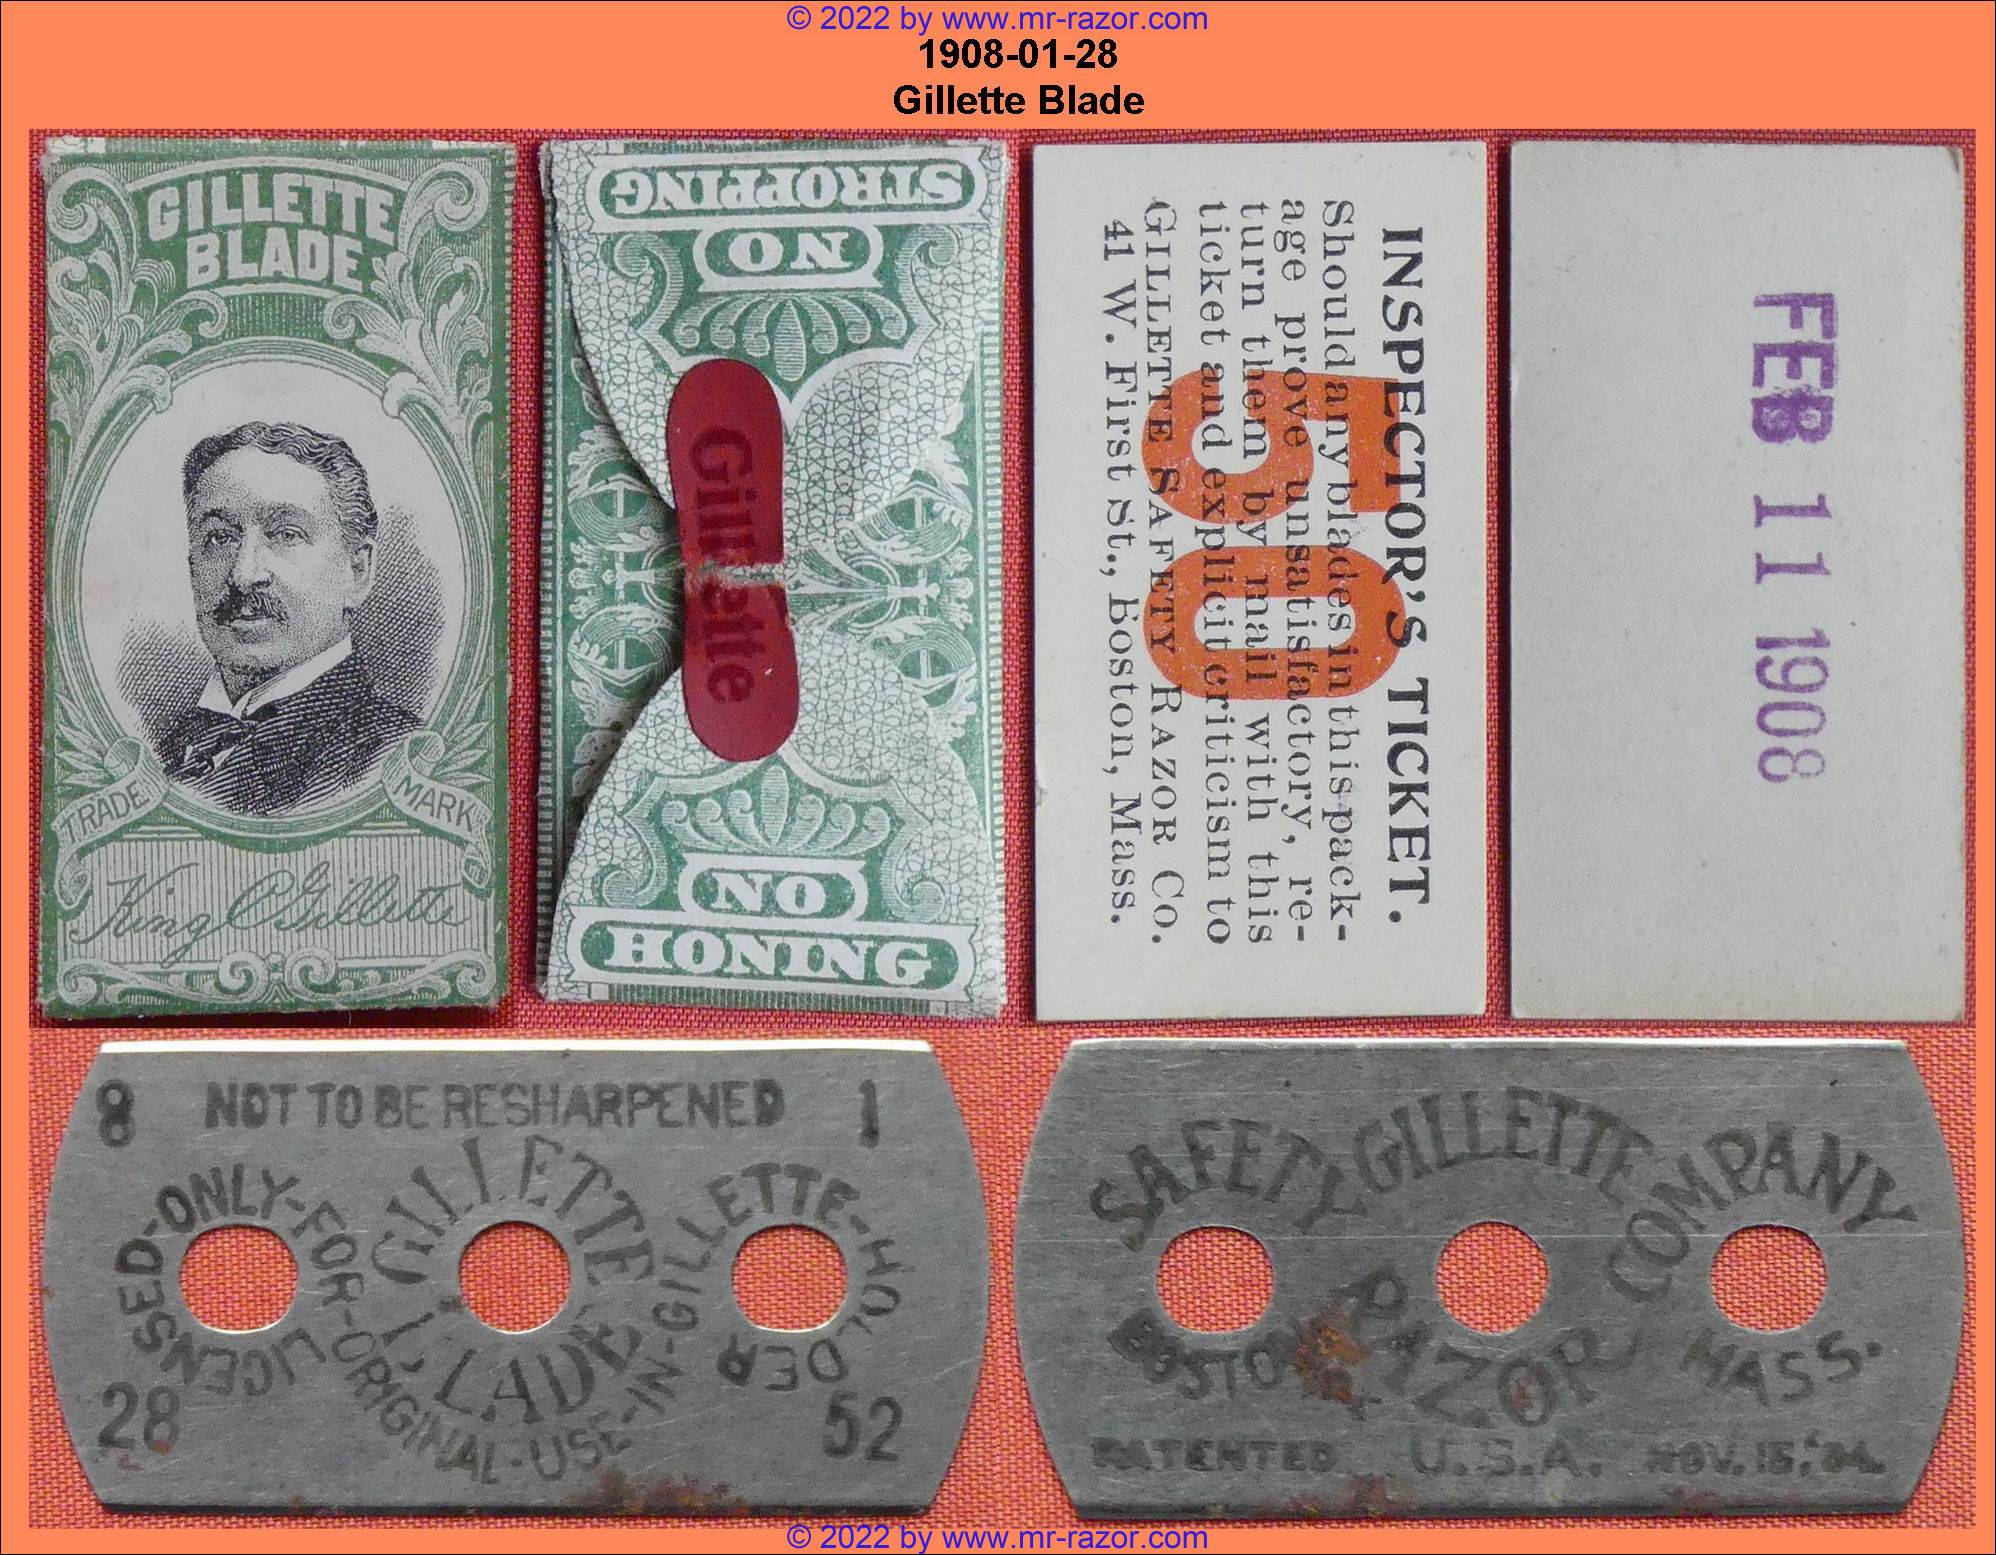 © 2022 by www.mr-razor.com
1908-01-28
Gillette Blade
GILLETTE
BLADE
TRADE MARK
King C Gillette
NO
STROPPING
Gillette
NO
HONING
INSPECTOR'S TICKET.
Should any blades in this pack-
age prove unsatisfactory, re-
turn them by mail with this
ticket and explicit criticism to
GILLETTE SAFETY RAZOR CO.
41 W. First St., Boston, Mass.
50
FEB 11 1908
8 NOT TO BE RESHARPENED 1
GILLETTE
BLADE
LICENSED-ONLY-FOR-ORIGINAL-USE-IN-GILLETTE-HOLDER
28 52
GILLETTE
SAFETY RAZOR COMPANY
BOSTON MASS.
PATENTED U.S.A. NOV. 15, '04.
© 2022 by www.mr-razor.com